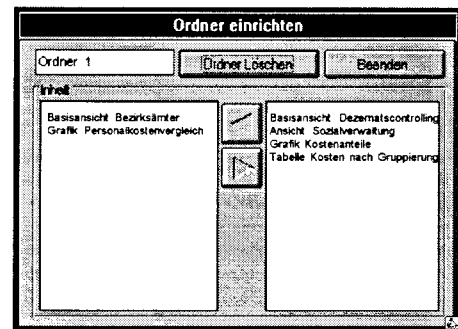 Ordner einrichten
Ordner 1
Ordner Löschen
Beenden
Inhalt
Basisansicht Bezirksämter
Grafik Personalkostenvergleich
Basisansicht Dezernatscontrolling
Ansicht Sozialverwaltung
Grafik Kostenanteile
Tabelle Kosten nach Gruppierung